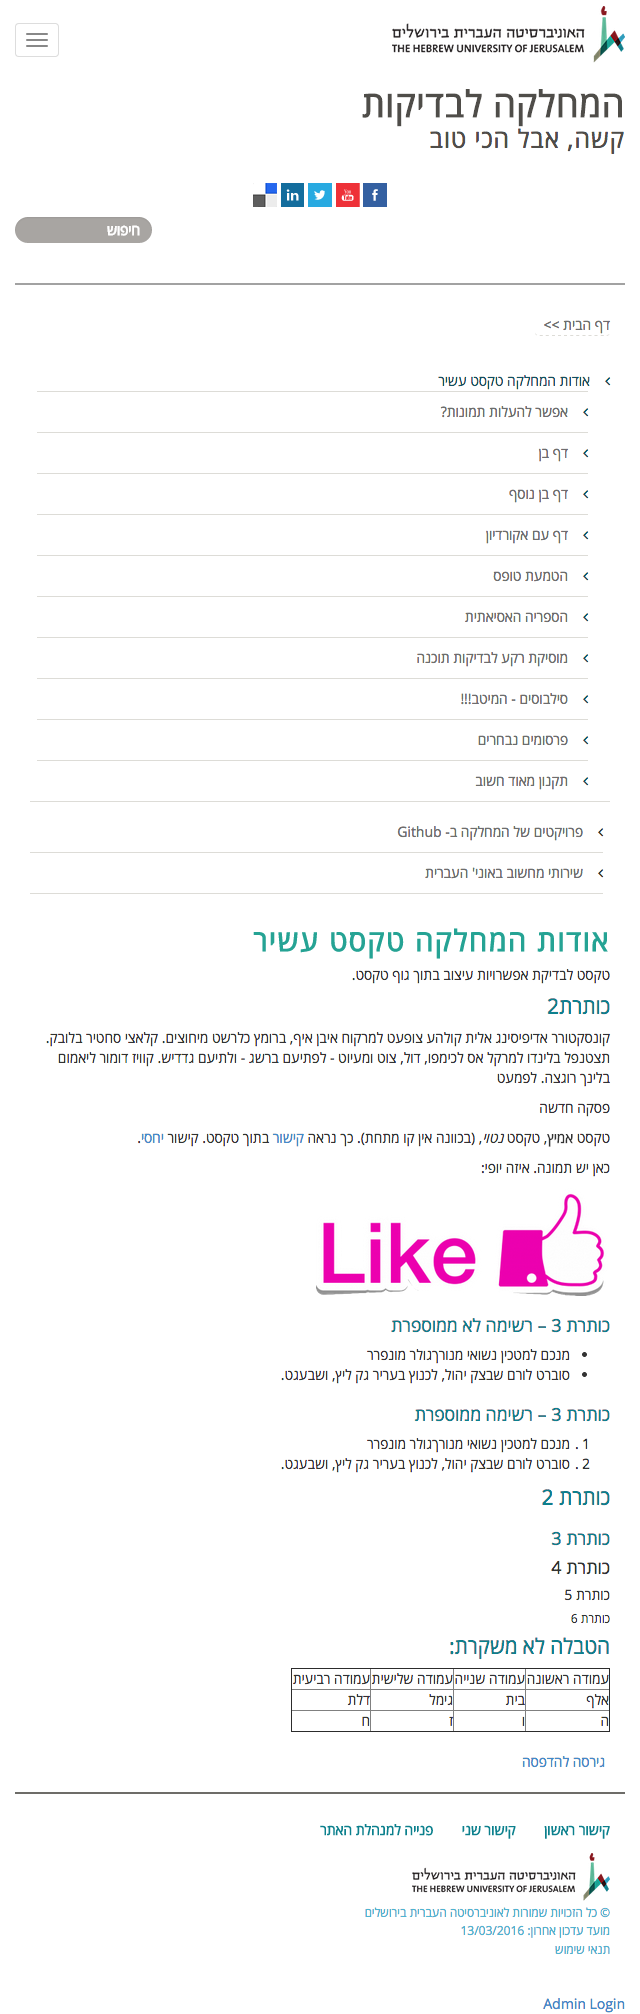 האוניברסיטה העברית בירושלים
THE HEBREW UNIVERSITY OF JERUSALEM
המחלקה לבדיקות
קשה, אבל הכי טוב
in
You Tube
f
חיפוש
דף הבית >>
אודות המחלקה טקסט עשיר
אפשר להעלות תמונות?
דף בן
דף בן נוסף
דף עם אקורדיון
הטמעת טופס
הספריה האסיאתית
מוסיקת רקע לבדיקות תוכנה
סילבוסים - המיטב!!!
פרסומים נבחרים
תקנון מאוד חשוב
פרויקטים של המחלקה ב- Github
שירותי מחשוב באוני' העברית
אודות המחלקה טקסט עשיר
טקסט לבדיקת אפשרויות עיצוב בתוך גוף טקסט.
כותרת2
קונסקטורר אדיפיסינג אלית קולהע צופעט למרקוח איבן איף, ברומץ כלרשט מיחוצים. קלאצי סחטיר בלובק.
תצטנפל בלינדו למרקל אס לכימפו, דול, צוט ומעיוט - לפתיעם ברשג - ולתיעם גדדיש. קוויז דומור ליאמום
בלינך רוגצה. לפמעט
פסקה חדשה
טקסט אמיץ, טקסט נטוי, (בכוונה אין קו מתחת). כך נראה קישור בתוך טקסט. קישור יחסי.
כאן יש תמונה. איזה יופי:
Like
כותרת 3 – רשימה לא ממוספרת
• מנכם למטכין נשואי מנורךגולר מונפרר
• סוברט לורם שבצק יהול, לכנוץ בעריר גק ליץ, ושבעגט.
כותרת 3 – רשימה ממוספרת
1. מנכם למטכין נשואי מנורךגולר מונפרר
2. סוברט לורם שבצק יהול, לכנוץ בעריר גק ליץ, ושבעגט.
כותרת 2
כותרת 3
כותרת 4
כותרת 5
כותרת 6
הטבלה לא משקרת:
עמודה ראשונה עמודה שנייה עמודה שלישית עמודה רביעית
אלף בית גימל דלת
ה ו ז ח
גירסה להדפסה
קישור ראשון קישור שני פנייה למנהלת האתר
האוניברסיטה העברית בירושלים
THE HEBREW UNIVERSITY OF JERUSALEM
© כל הזכויות שמורות לאוניברסיטה העברית בירושלים
מועד עדכון אחרון: 13/03/2016
תנאי שימוש
Admin Login